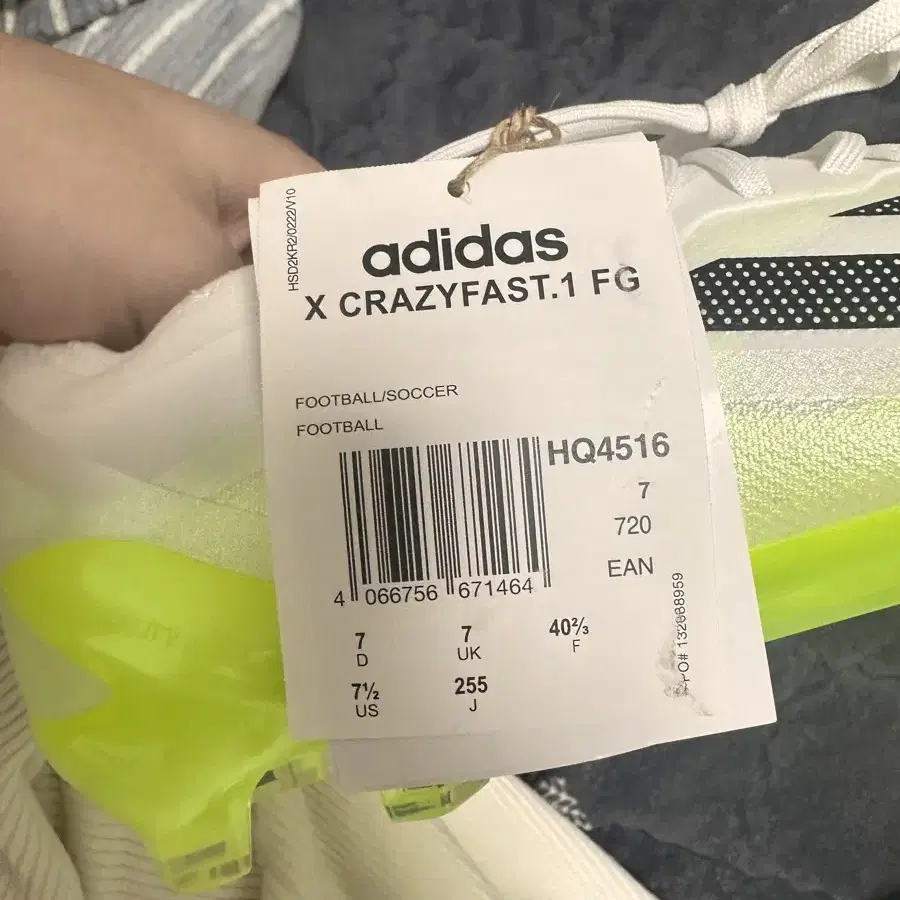 HSD2KR2/0222/V10
adidas
X CRAZYFAST.1 FG
FOOTBALL/SOCCER
FOOTBALL
HQ4516
7
720
EAN
4 066756 671464
7 7 40⅔
D UK F
7½ 255
US J
PO# 132068959